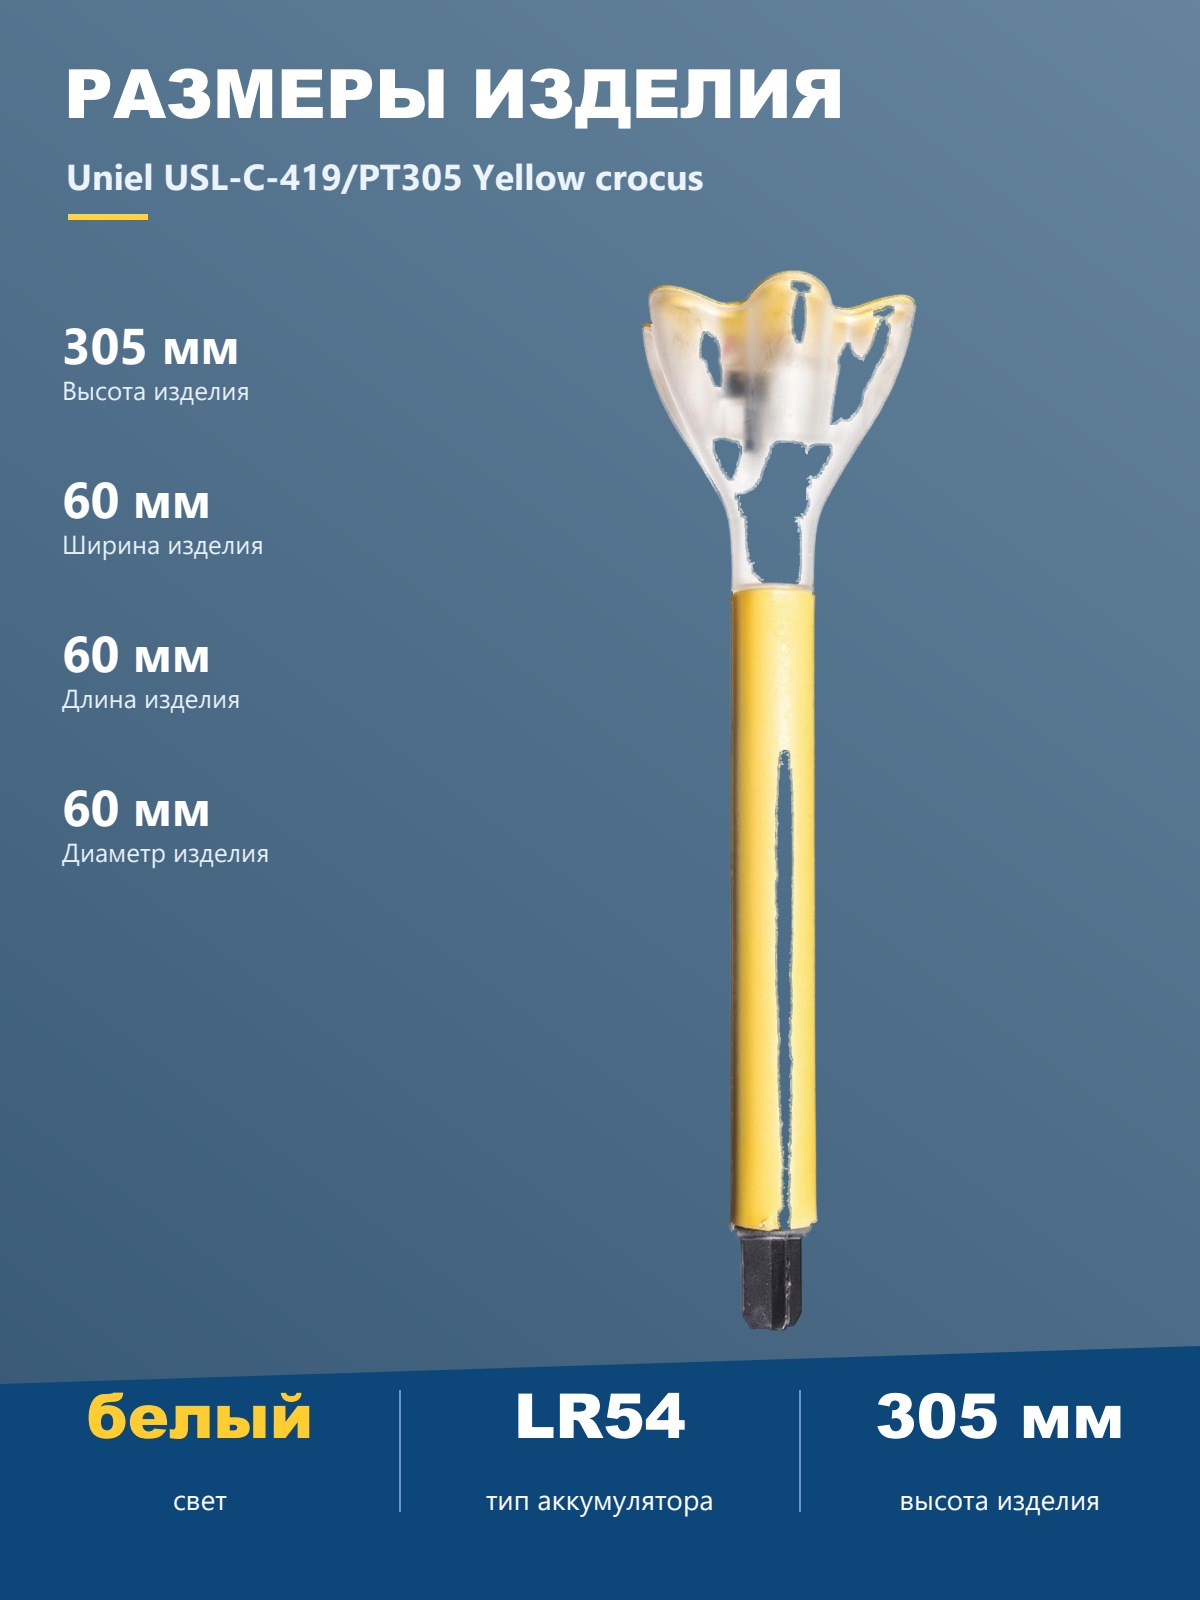 РАЗМЕРЫ ИЗДЕЛИЯ
Uniel USL-C-419/PT305 Yellow crocus
305 мм
Высота изделия
60 мм
Ширина изделия
60 мм
Длина изделия
60 мм
Диаметр изделия
белый
свет
LR54
тип аккумулятора
305 мм
высота изделия